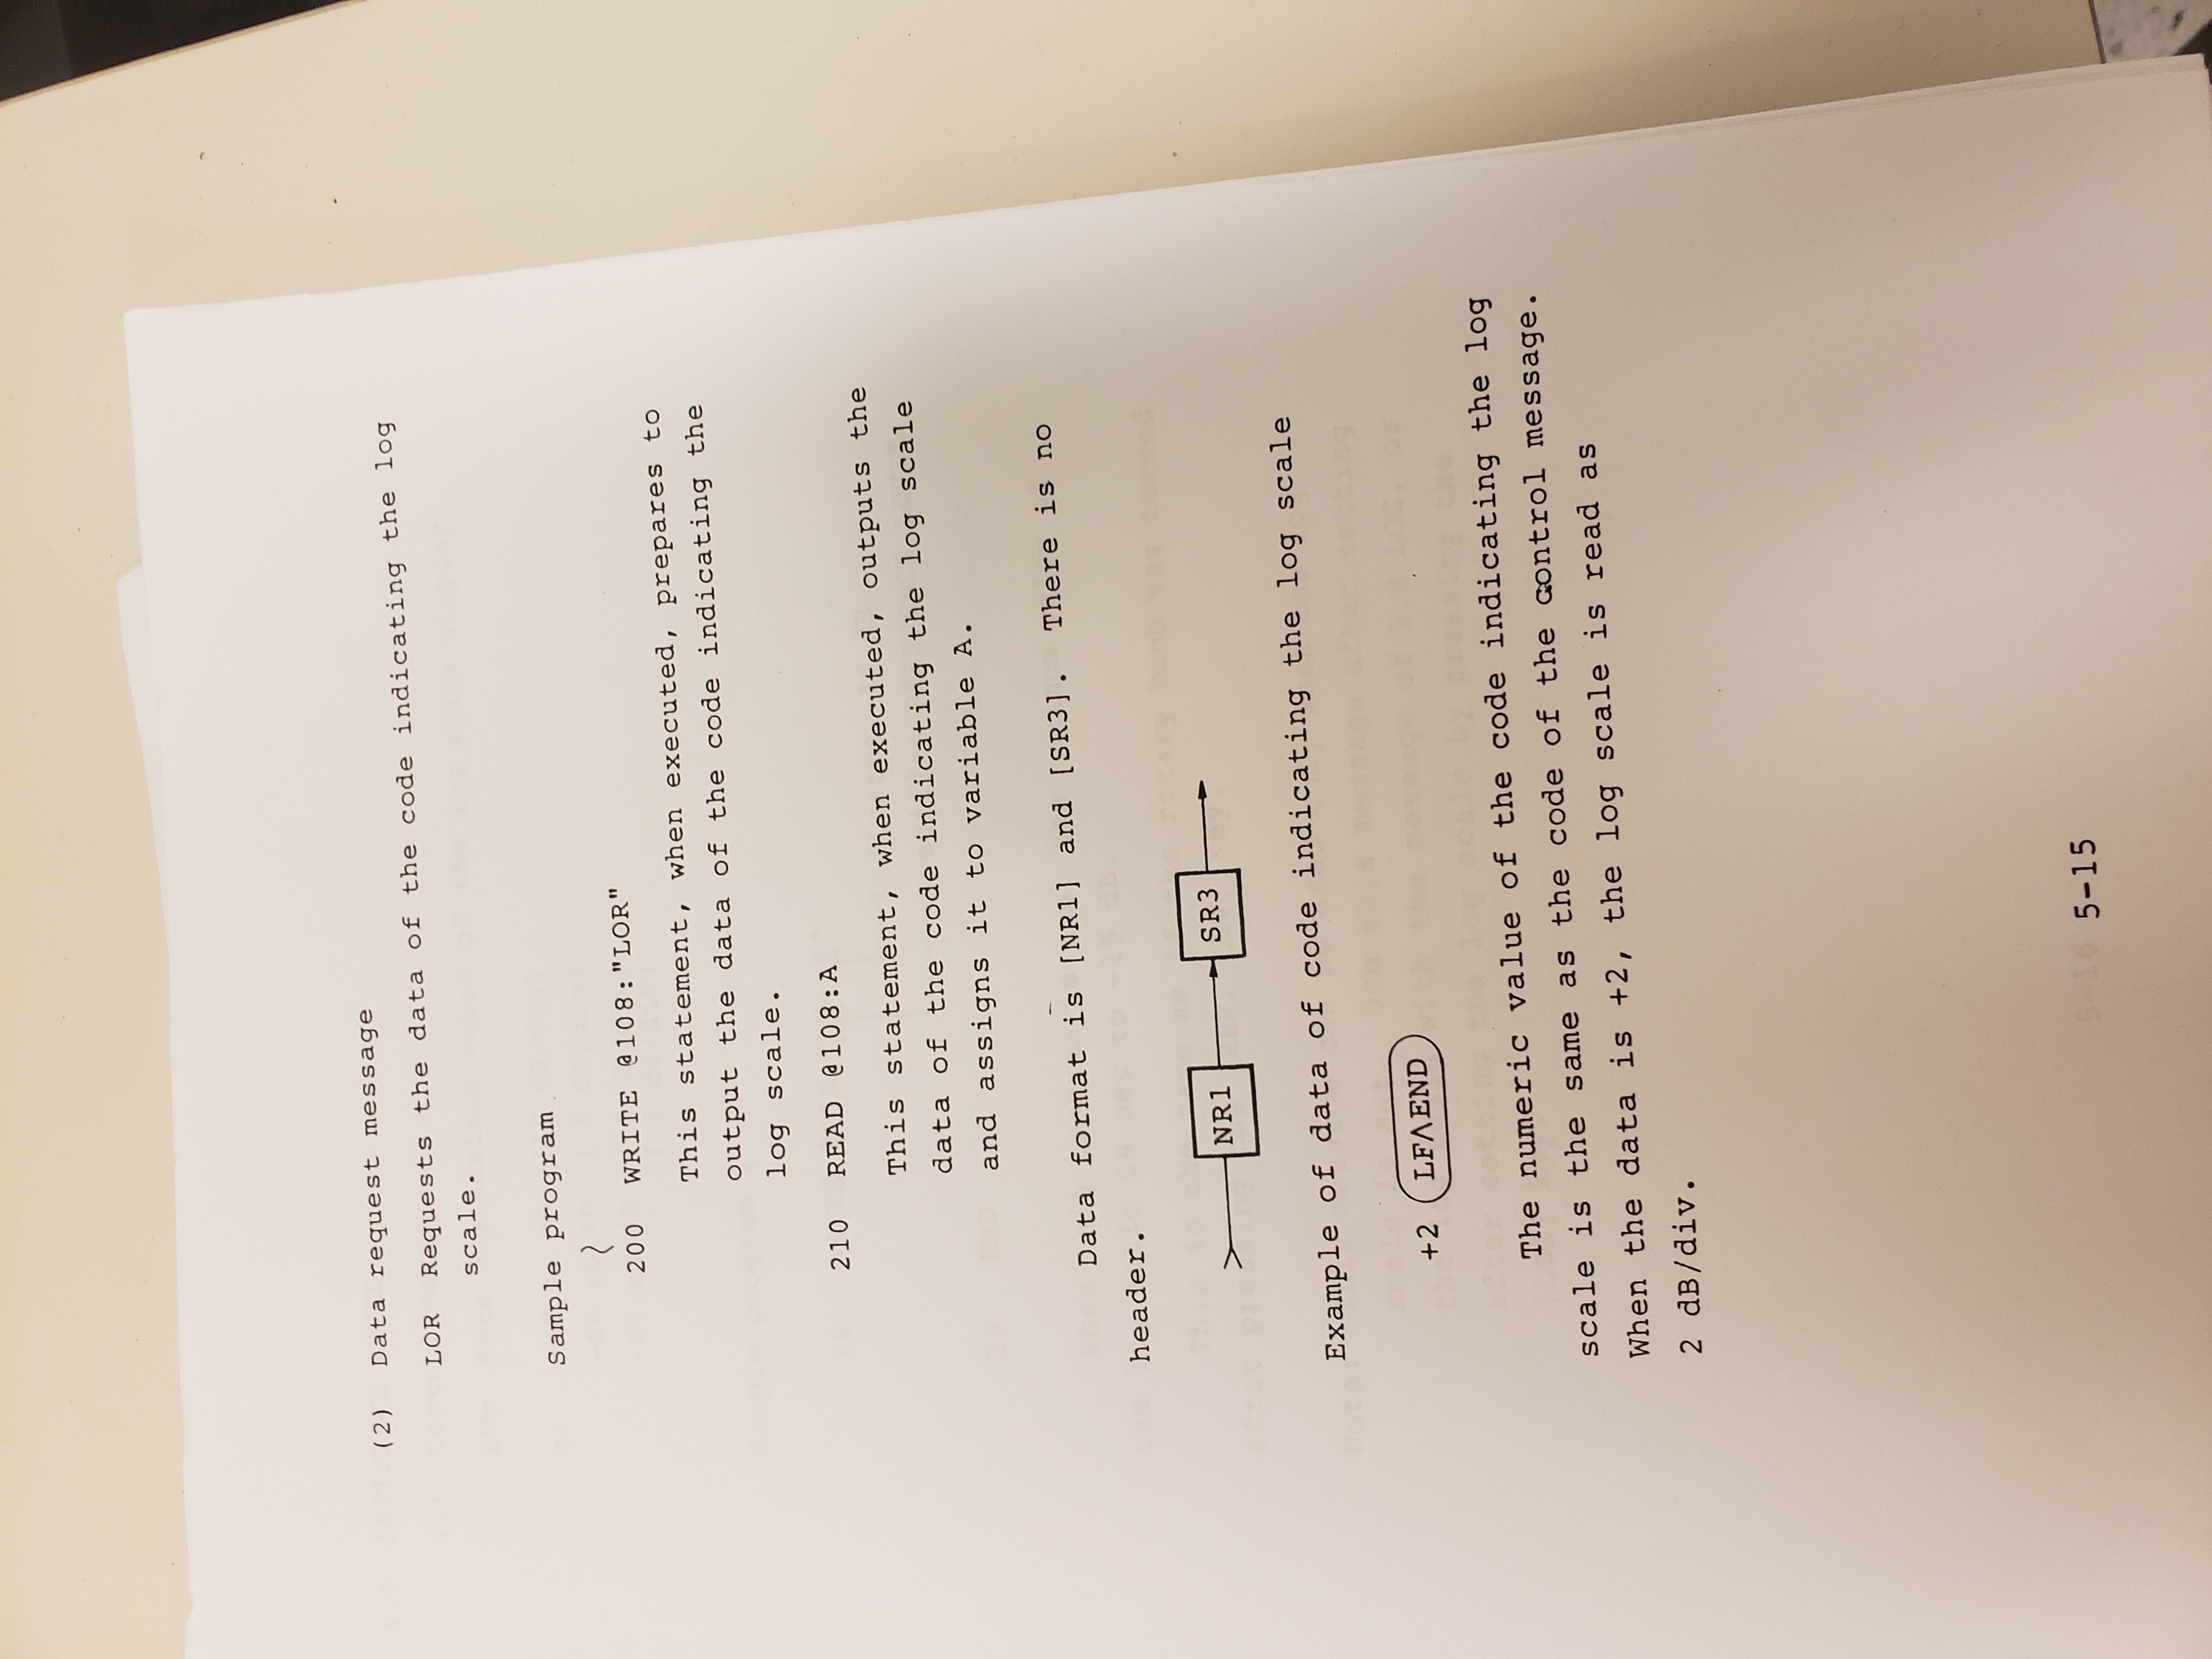 (2) Data request message
LOR Requests the data of the code indicating the log
scale.
Sample program
200 WRITE @108:"LOR"
This statement, when executed, prepares to
output the data of the code indicating the
log scale.
210 READ @108:A
This statement, when executed, outputs the
data of the code indicating the log scale
and assigns it to variable A.
Data format is [NR1] and [SR3]. There is no
header.
NR1 SR3
Example of data of code indicating the log scale
+2 LFΛEND
The numeric value of the code indicating the log
scale is the same as the code of the control message.
When the data is +2, the log scale is read as
2 dB/div.
5-15